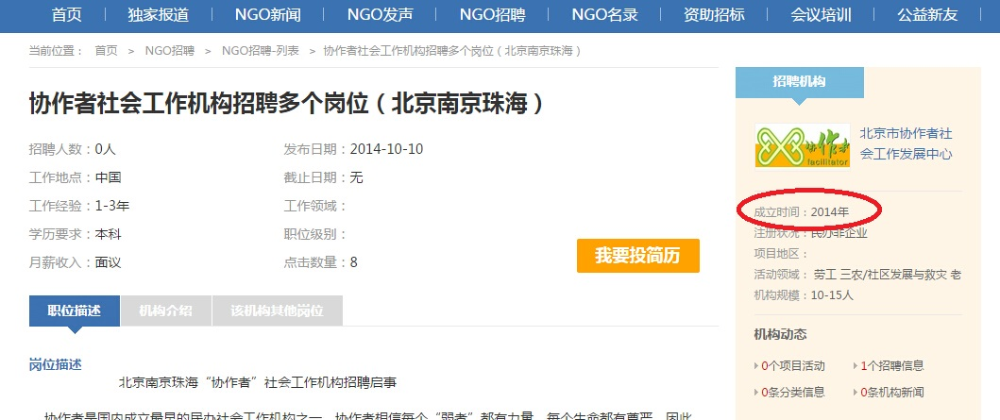 首页 独家报道 NGO新闻 NGO发声 NGO招聘 NGO名录 资助招标 会议培训 公益新友
当前位置： 首页 > NGO招聘 > NGO招聘-列表 > 协作者社会工作机构招聘多个岗位（北京南京珠海）
协作者社会工作机构招聘多个岗位（北京南京珠海）
招聘人数：0人 发布日期：2014-10-10
工作地点：中国 截止日期：无
工作经验：1-3年 工作领域：
学历要求：本科 职位级别：
月薪收入：面议 点击数量：8
我要投简历
职位描述 机构介绍 该机构其他岗位
岗位描述
北京南京珠海“协作者”社会工作机构招聘启事
协作者是国内成立最早的民办社会工作机构之一，协作者相信每个“弱者”都有力量，每个生命都有尊严，因此
招聘机构
协作者
facilitator
北京市协作者社
会工作发展中心
成立时间：2014年
注册状况：民办非企业
项目地区：
活动领域： 劳工 三农/社区发展与救灾 老
机构规模：10-15人
机构动态
0个项目活动 1个招聘信息
0条分类信息 0条机构新闻